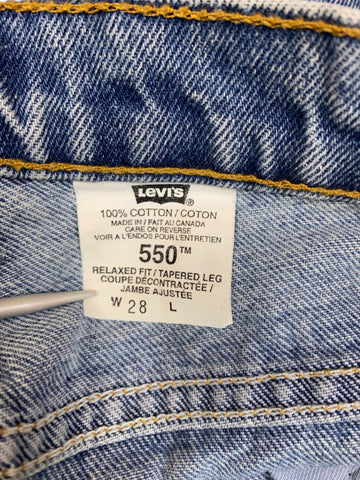 LEVI'S ®
100% COTTON / COTON
MADE IN / FAIT AU CANADA
CARE ON REVERSE
VOIR A L'ENDOS POUR L'ENTRETIEN
550™
RELAXED FIT / TAPERED LEG
COUPE DÉCONTRACTÉE /
JAMBE AJUSTÉE
W 28 L